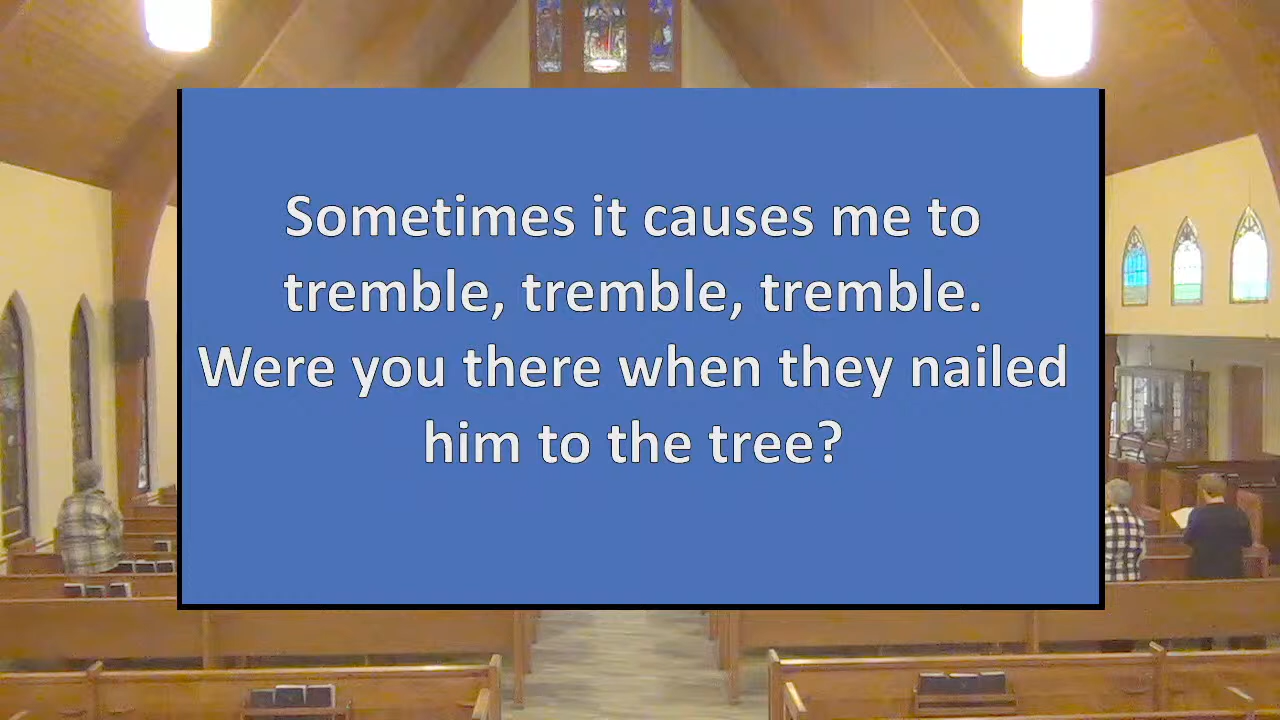 Sometimes it causes me to
tremble, tremble, tremble.
Were you there when they nailed
him to the tree?